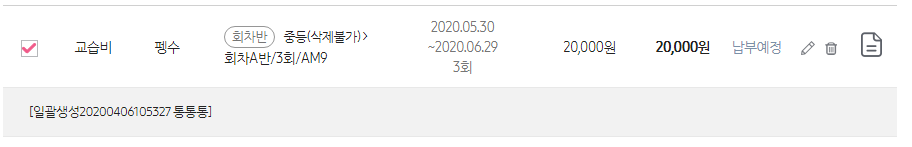 교습비 펭수 회차반 중등(삭제불가)>
회차A반/3회/AM9
2020.05.30
~2020.06.29
3회
20,000원 20,000원 납부예정
[일괄생성20200406105327 통통통]